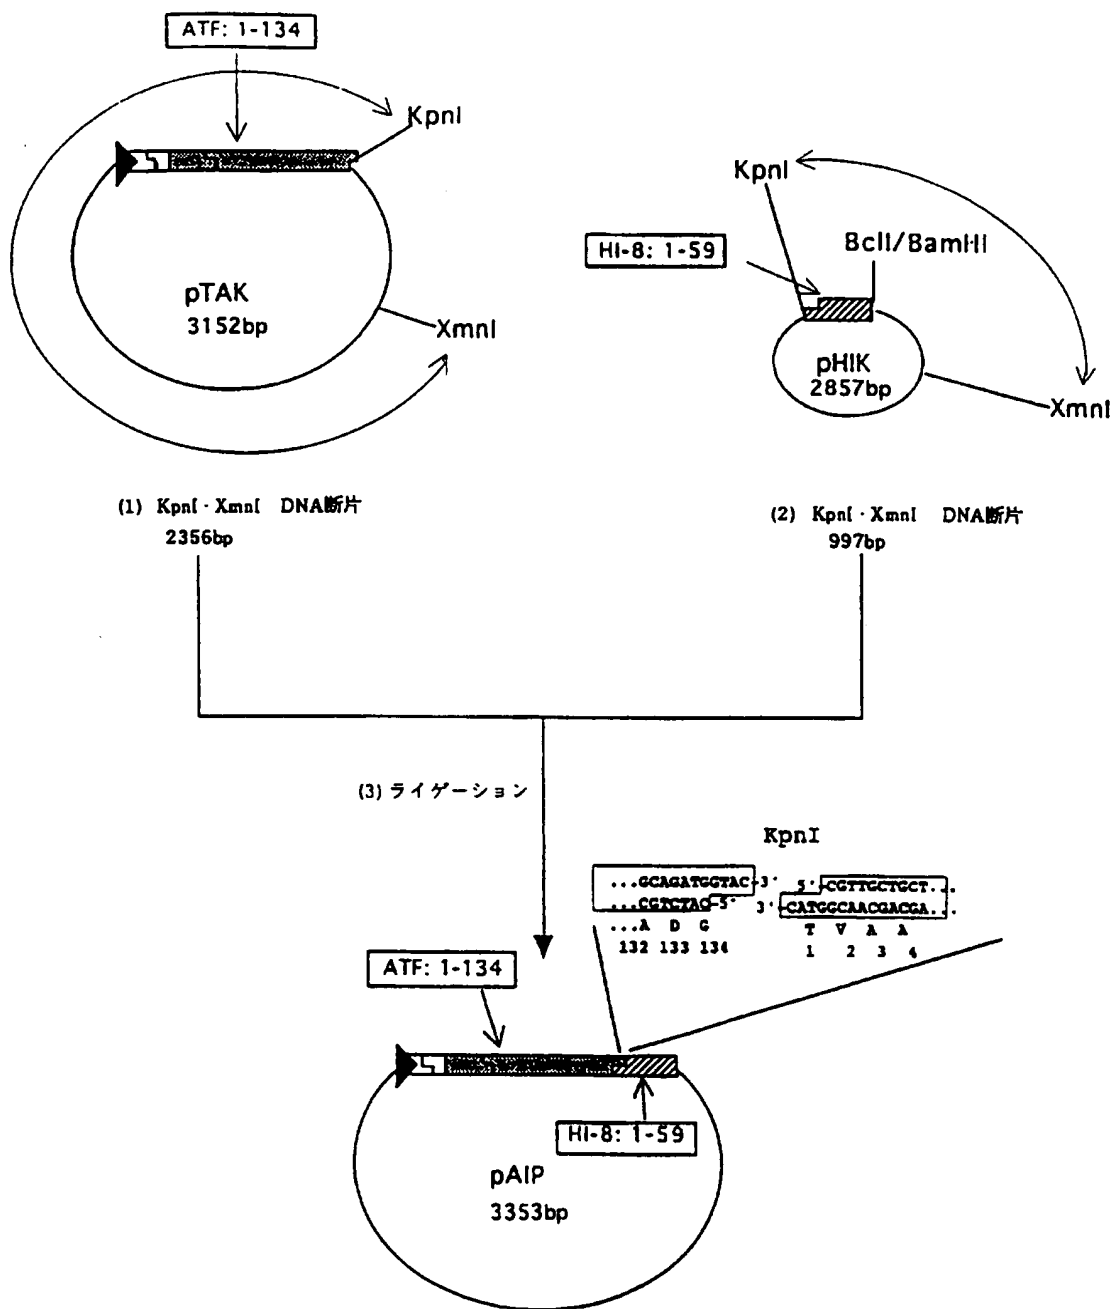 ATF: 1-134
KpnI
pTAK
3152bp
XmnI
KpnI
HI-8: 1-59
BclI/BamHI
pHIK
2857bp
XmnI
(1) KpnI・XmnI DNA断片
2356bp
(2) KpnI・XmnI DNA断片
997bp
(3) ライゲーション
KpnI
...GCAGATGGTAC-3' 5'-CGTTGCTGCT...
...CGTCTAC-5' 3'-CATGGCAACGACGA...
...A D G T V A A
132 133 134 1 2 3 4
ATF: 1-134
HI-8: 1-59
pAIP
3353bp